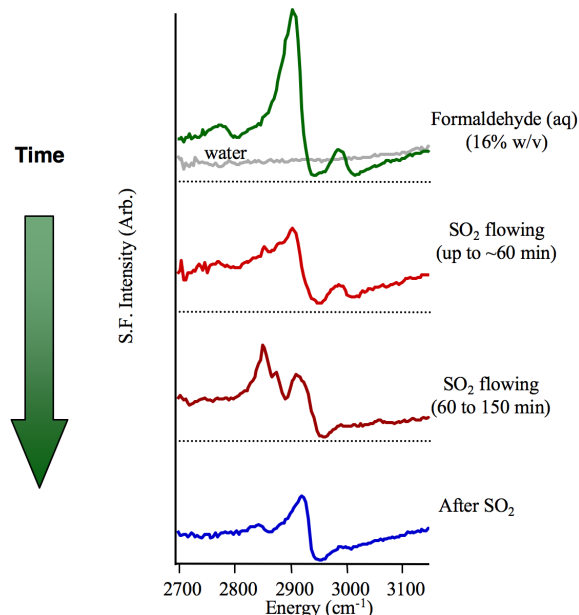 Time
S.F. Intensity (Arb.)
water
Formaldehyde (aq)
(16% w/v)
SO₂ flowing
(up to ~60 min)
SO₂ flowing
(60 to 150 min)
After SO₂
2700 2800 2900 3000 3100
Energy (cm⁻¹)